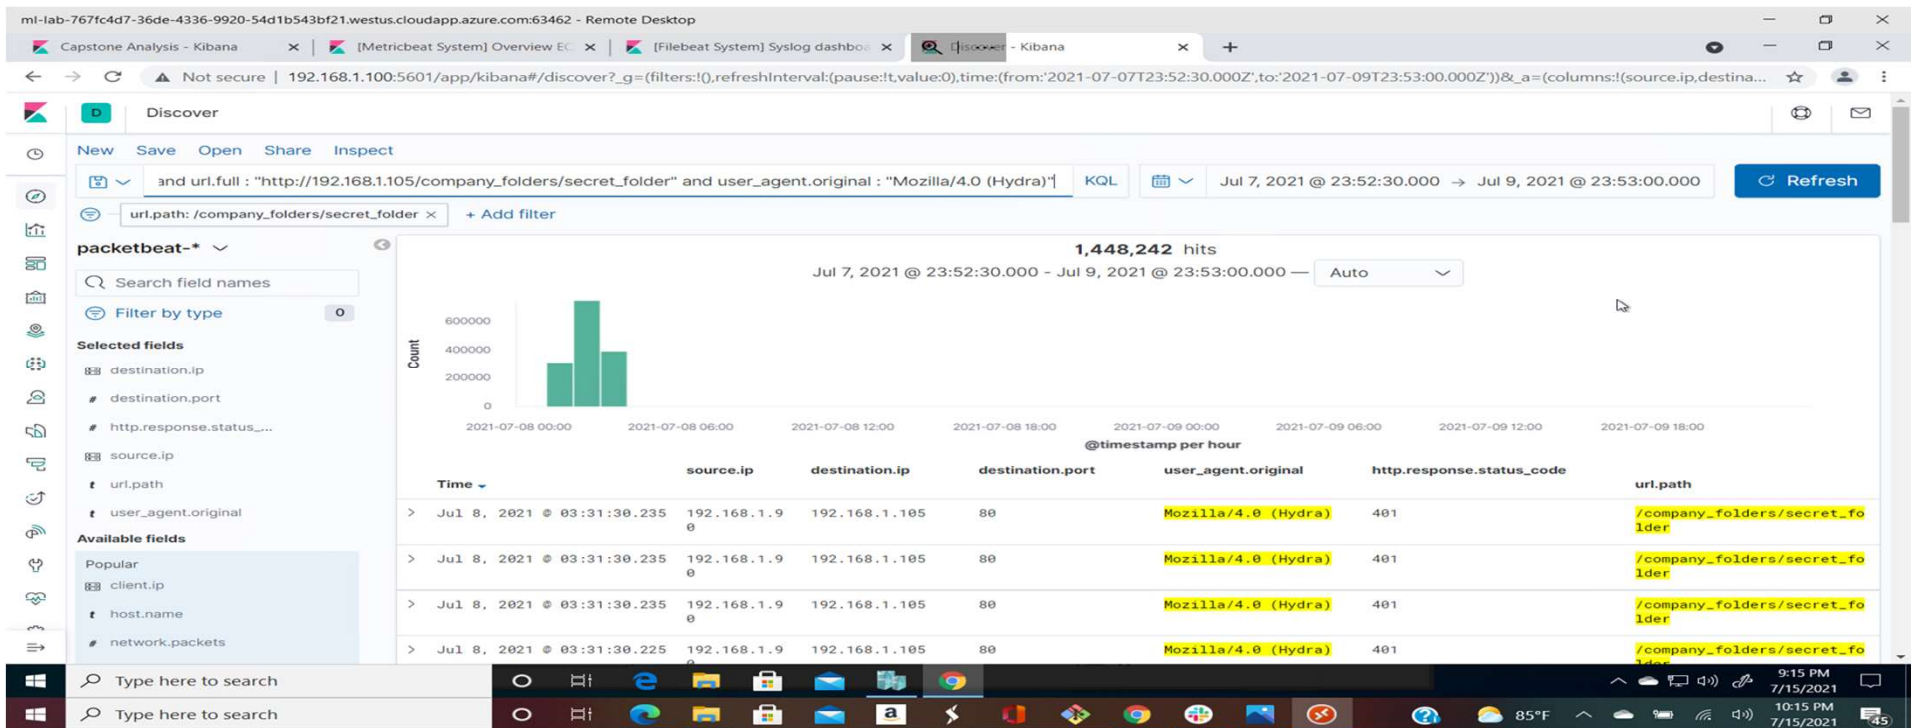 ml-lab-767fc4d7-36de-4336-9920-54d1b543bf21.westus.cloudapp.azure.com:63462 - Remote Desktop
Capstone Analysis - Kibana
[Metricbeat System] Overview EC
[Filebeat System] Syslog dashboa
Discover - Kibana
Not secure | 192.168.1.100:5601/app/kibana#/discover?_g=(filters:!(),refreshInterval:(pause:!t,value:0),time:(from:'2021-07-07T23:52:30.000Z',to:'2021-07-09T23:53:00.000Z'))&_a=(columns:!(source.ip,destina...
D Discover
New Save Open Share Inspect
and url.full : "http://192.168.1.105/company_folders/secret_folder" and user_agent.original : "Mozilla/4.0 (Hydra)" KQL Jul 7, 2021 @ 23:52:30.000 → Jul 9, 2021 @ 23:53:00.000 Refresh
url.path: /company_folders/secret_folder × + Add filter
packetbeat-*
Search field names
Filter by type 0
Selected fields
destination.ip
# destination.port
# http.response.status_...
source.ip
t url.path
t user_agent.original
Available fields
Popular
client.ip
t host.name
# network.packets
1,448,242 hits
Jul 7, 2021 @ 23:52:30.000 - Jul 9, 2021 @ 23:53:00.000 — Auto
Count
600000
400000
200000
0
2021-07-08 00:00 2021-07-08 06:00 2021-07-08 12:00 2021-07-08 18:00 2021-07-09 00:00 2021-07-09 06:00 2021-07-09 12:00 2021-07-09 18:00
@timestamp per hour
Time source.ip destination.ip destination.port user_agent.original http.response.status_code url.path
> Jul 8, 2021 @ 03:31:30.235 192.168.1.9 192.168.1.105 80 Mozilla/4.0 (Hydra) 401 /company_folders/secret_fo
0 lder
> Jul 8, 2021 @ 03:31:30.235 192.168.1.9 192.168.1.105 80 Mozilla/4.0 (Hydra) 401 /company_folders/secret_fo
0 lder
> Jul 8, 2021 @ 03:31:30.235 192.168.1.9 192.168.1.105 80 Mozilla/4.0 (Hydra) 401 /company_folders/secret_fo
0 lder
> Jul 8, 2021 @ 03:31:30.225 192.168.1.9 192.168.1.105 80 Mozilla/4.0 (Hydra) 401 /company_folders/secret_fo
Type here to search
9:15 PM
7/15/2021
Type here to search
85°F
10:15 PM
7/15/2021
45